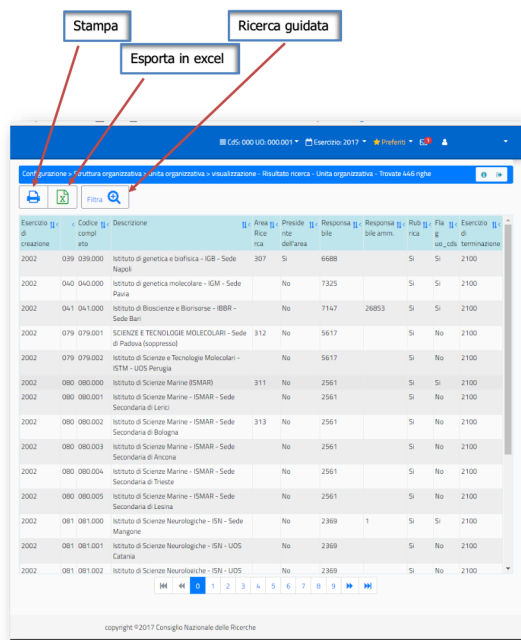 Stampa
Ricerca guidata
Esporta in excel
CdS: 000 UO: 000.001 Esercizio: 2017 Preferiti
Configurazione > Struttura organizzativa > Unita organizzativa > visualizzazione - Risultato ricerca - Unita organizzativa - Trovate 446 righe
Filtra
Esercizio di creazione Codice completo Descrizione Area Ricerca Presidente dell'area Responsabile Responsabile amm. Rubrica Flag uo_cds Esercizio di terminazione
2002 039 039.000 Istituto di genetica e biofisica - IGB - Sede 307 Si 6688 Si Si 2100
Napoli
2002 040 040.000 Istituto di genetica molecolare - IGM - Sede No 7325 Si Si 2100
Pavia
2002 041 041.000 Istituto di Bioscienze e Biorisorse - IBBR - No 7147 26853 Si Si 2100
Sede Bari
2002 079 079.001 SCIENZE E TECNOLOGIE MOLECOLARI - Sede 312 No 5617 Si No 2100
di Padova (soppresso)
2002 079 079.002 Istituto di Scienze e Tecnologie Molecolari - No 5617 Si No 2100
ISTM - UOS Perugia
2002 080 080.000 Istituto di Scienze Marine (ISMAR) 311 No 2561 Si Si 2100
2002 080 080.001 Istituto di Scienze Marine - ISMAR - Sede No 2561 Si No 2100
Secondaria di Lerici
2002 080 080.002 Istituto di Scienze Marine - ISMAR - Sede 313 No 2561 Si No 2100
Secondaria di Bologna
2002 080 080.003 Istituto di Scienze Marine - ISMAR - Sede No 2561 Si No 2100
Secondaria di Ancona
2002 080 080.004 Istituto di Scienze Marine - ISMAR - Sede No 2561 Si No 2100
Secondaria di Trieste
2002 080 080.005 Istituto di Scienze Marine - ISMAR - Sede No 2561 Si No 2100
Secondaria di Lesina
2002 081 081.000 Istituto di Scienze Neurologiche - ISN - Sede No 2369 1 Si Si 2100
Mangone
2002 081 081.001 Istituto di Scienze Neurologiche - ISN - UOS No 2369 Si No 2100
Catania
2002 081 081.002 Istituto di Scienze Neurologiche - ISN - UOS No 2369 Si No 2100
0 1 2 3 4 5 6 7 8 9
copyright ©2017 Consiglio Nazionale delle Ricerche